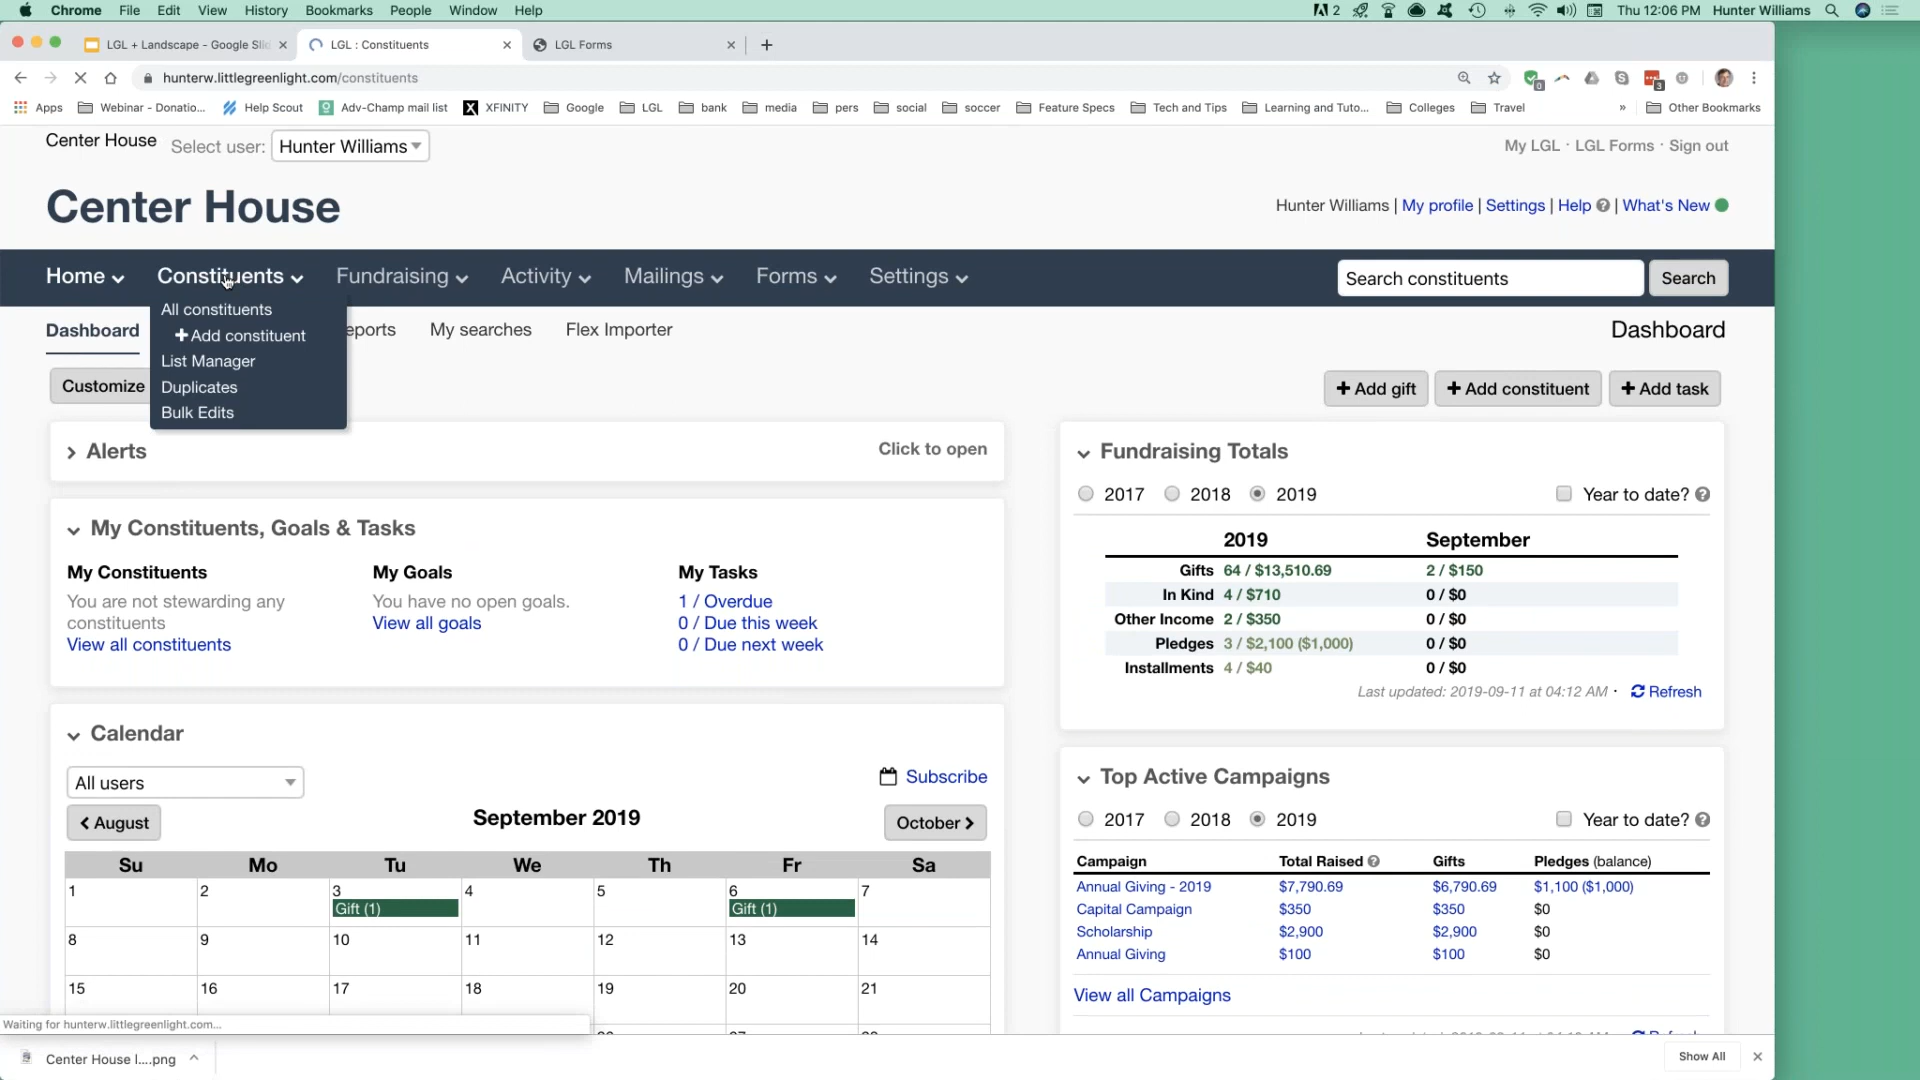 Chrome File Edit View History Bookmarks People Window Help
2 Thu 12:06 PM Hunter Williams
LGL + Landscape - Google Slid
LGL : Constituents
LGL Forms
hunterw.littlegreenlight.com/constituents
Apps Webinar - Donatio... Help Scout Adv-Champ mail list XFINITY Google LGL bank media pers social soccer Feature Specs Tech and Tips Learning and Tuto... Colleges Travel » Other Bookmarks
Center House Select user: Hunter Williams
My LGL · LGL Forms · Sign out
Center House
Hunter Williams | My profile | Settings | Help | What's New
Home Constituents Fundraising Activity Mailings Forms Settings
Search constituents Search
All constituents
+ Add constituent
List Manager
Duplicates
Bulk Edits
Dashboard eports My searches Flex Importer
Dashboard
Customize
+ Add gift + Add constituent + Add task
Alerts Click to open
My Constituents, Goals & Tasks
My Constituents
You are not stewarding any
constituents
View all constituents
My Goals
You have no open goals.
View all goals
My Tasks
1 / Overdue
0 / Due this week
0 / Due next week
Calendar
All users
Subscribe
< August September 2019 October >
Su Mo Tu We Th Fr Sa
1 2 3 4 5 6 7
Gift (1) Gift (1)
8 9 10 11 12 13 14
15 16 17 18 19 20 21
Fundraising Totals
2017 2018 2019 Year to date?
2019 September
Gifts 64 / $13,510.69 2 / $150
In Kind 4 / $710 0 / $0
Other Income 2 / $350 0 / $0
Pledges 3 / $2,100 ($1,000) 0 / $0
Installments 4 / $40 0 / $0
Last updated: 2019-09-11 at 04:12 AM · Refresh
Top Active Campaigns
2017 2018 2019 Year to date?
Campaign Total Raised Gifts Pledges (balance)
Annual Giving - 2019 $7,790.69 $6,790.69 $1,100 ($1,000)
Capital Campaign $350 $350 $0
Scholarship $2,900 $2,900 $0
Annual Giving $100 $100 $0
View all Campaigns
Waiting for hunterw.littlegreenlight.com...
Center House l....png
Show All